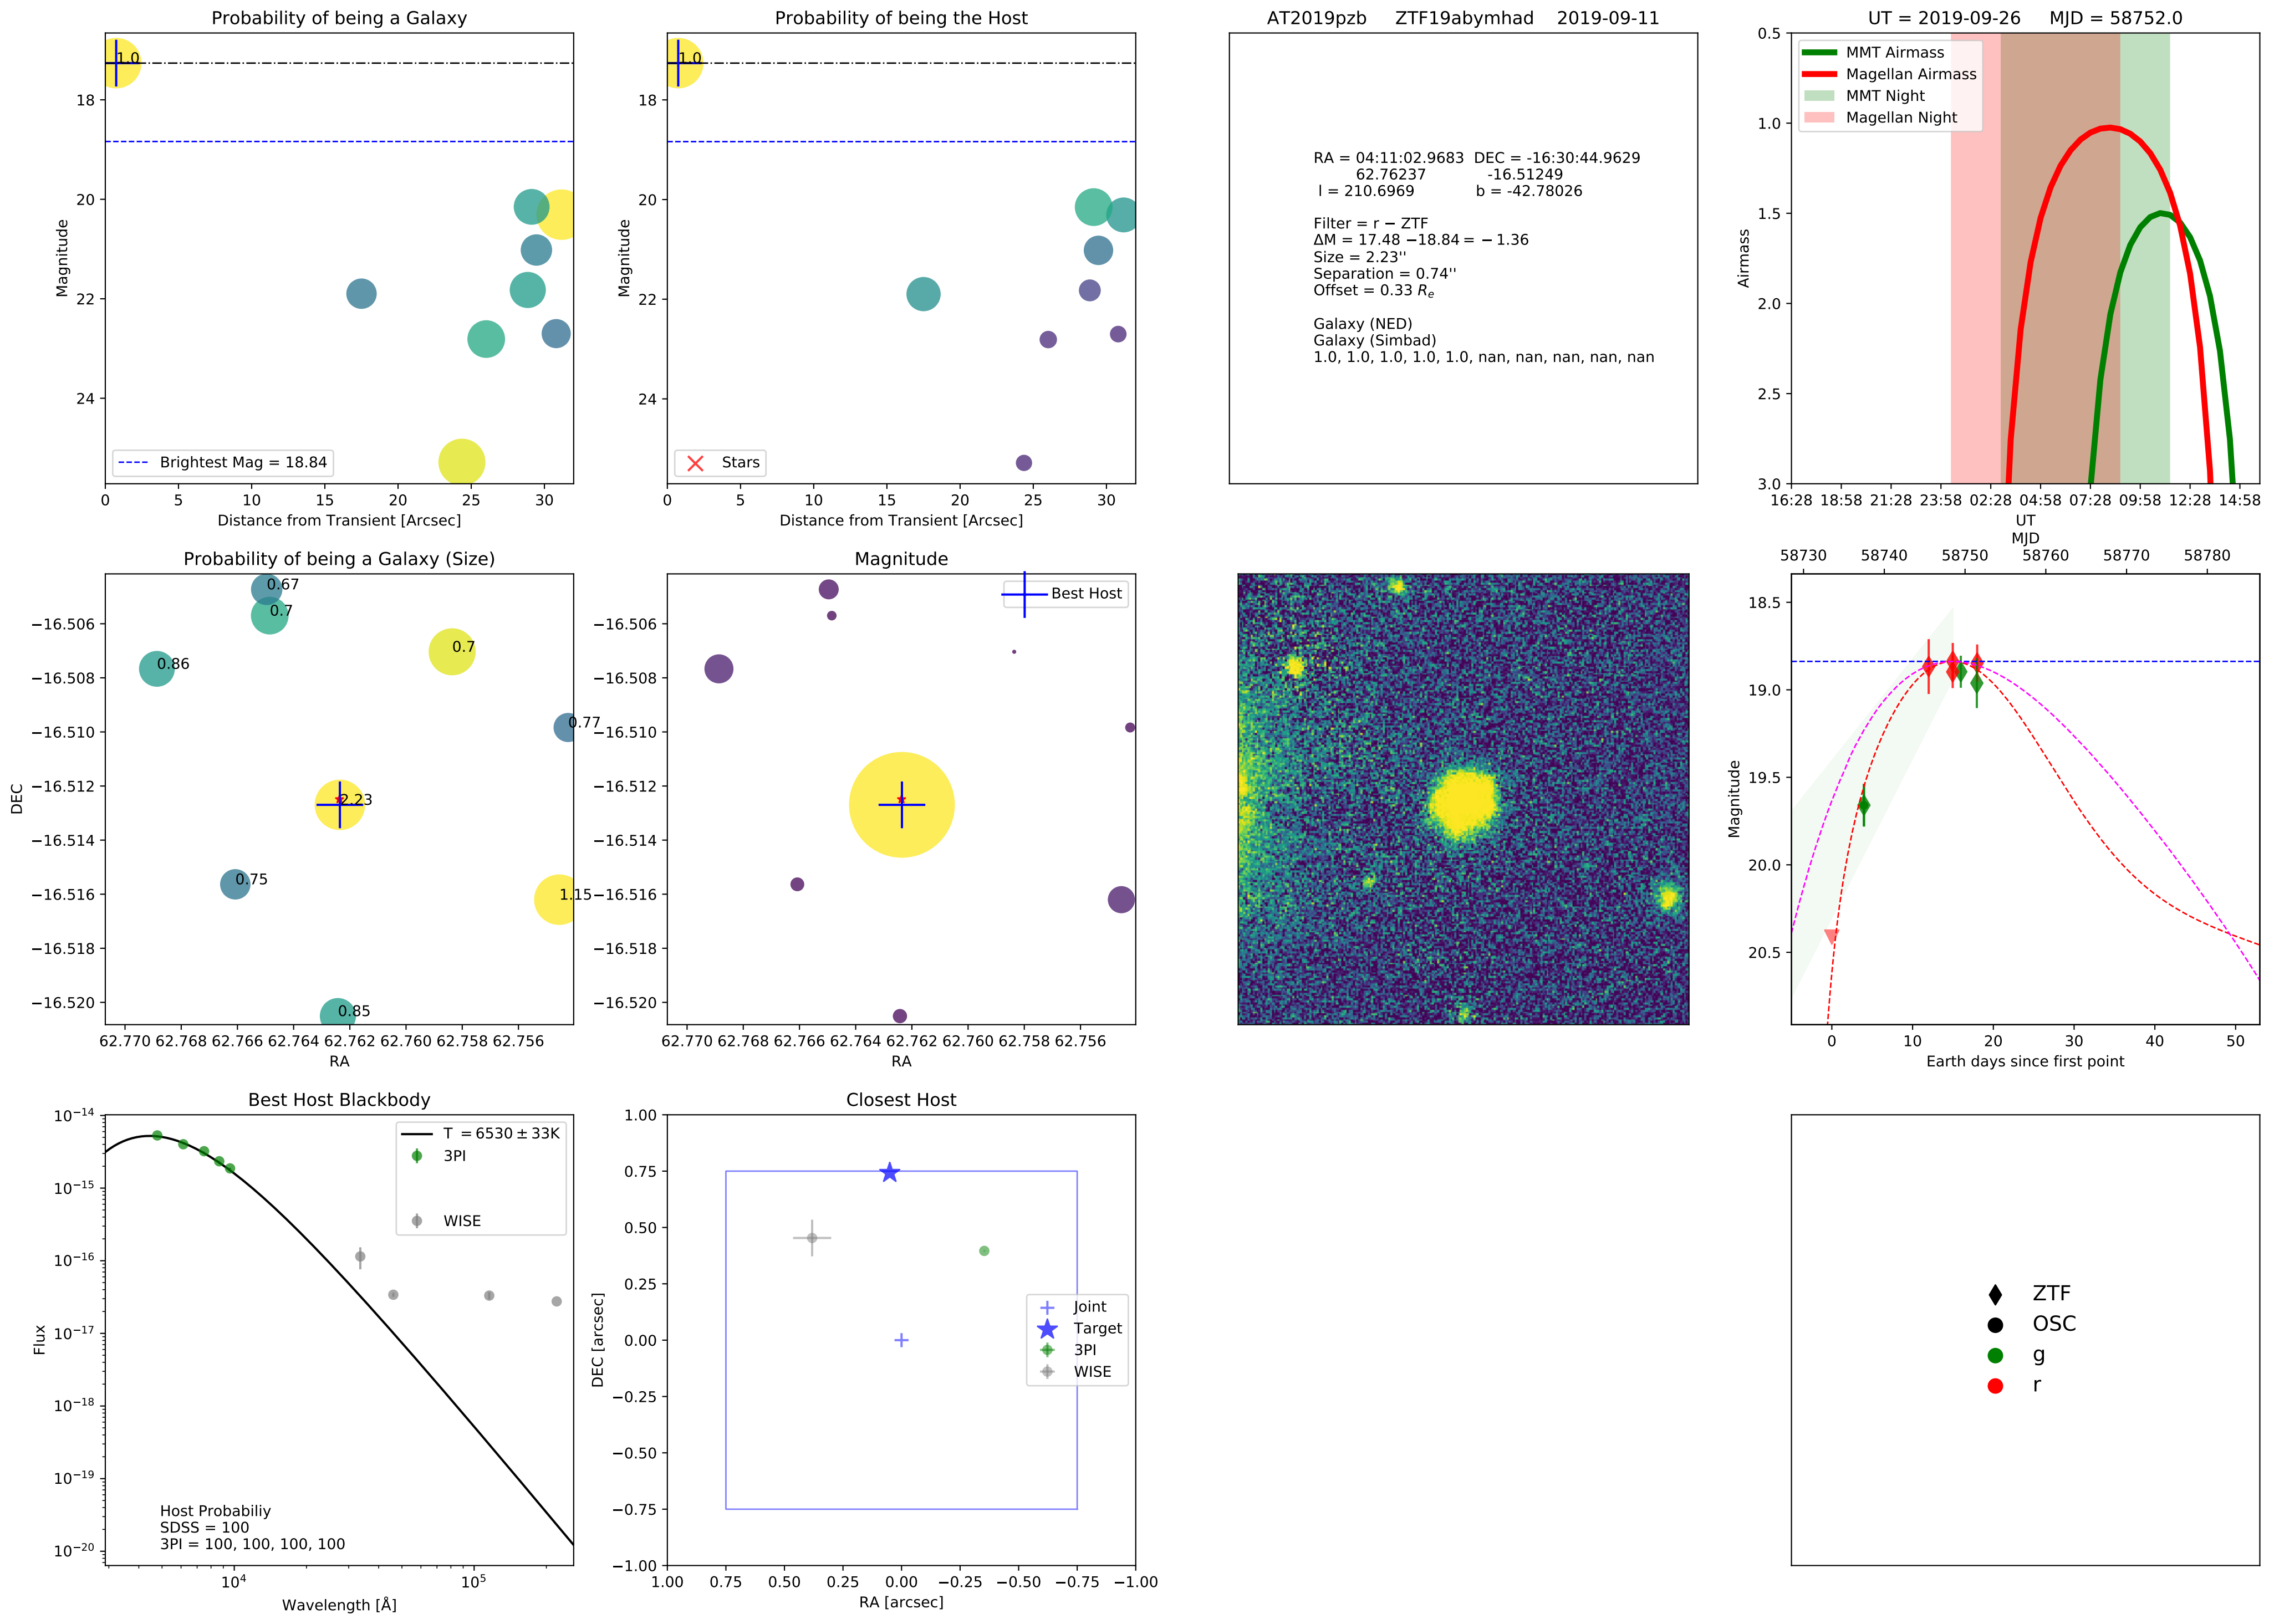 Probability of being a Galaxy
1.0
18
20
22
24
Magnitude
Brightest Mag = 18.84
0 5 10 15 20 25 30
Distance from Transient [Arcsec]
Probability of being the Host
1.0
18
20
22
24
Magnitude
Stars
0 5 10 15 20 25 30
Distance from Transient [Arcsec]
AT2019pzb ZTF19abymhad 2019-09-11
RA = 04:11:02.9683 DEC = -16:30:44.9629
62.76237 -16.51249
l = 210.6969 b = -42.78026
Filter = r − ZTF
ΔM = 17.48 −18.84 = − 1.36
Size = 2.23''
Separation = 0.74''
Offset = 0.33 Re
Galaxy (NED)
Galaxy (Simbad)
1.0, 1.0, 1.0, 1.0, 1.0, nan, nan, nan, nan, nan
UT = 2019-09-26 MJD = 58752.0
MMT Airmass
Magellan Airmass
MMT Night
Magellan Night
0.5
1.0
1.5
2.0
2.5
3.0
Airmass
16:28 18:58 21:28 23:58 02:28 04:58 07:28 09:58 12:28 14:58
UT
Probability of being a Galaxy (Size)
0.67
0.7
0.7
0.86
0.77
2.23
0.75
1.15
0.85
−16.506
−16.508
−16.510
−16.512
−16.514
−16.516
−16.518
−16.520
DEC
62.770 62.768 62.766 62.764 62.762 62.760 62.758 62.756
RA
Magnitude
Best Host
−16.506
−16.508
−16.510
−16.512
−16.514
−16.516
−16.518
−16.520
62.770 62.768 62.766 62.764 62.762 62.760 62.758 62.756
RA
MJD
58730 58740 58750 58760 58770 58780
18.5
19.0
19.5
20.0
20.5
Magnitude
0 10 20 30 40 50
Earth days since first point
Best Host Blackbody
T = 6530 ± 33K
3PI
WISE
10−14
10−15
10−16
10−17
10−18
10−19
10−20
Flux
Host Probabiliy
SDSS = 100
3PI = 100, 100, 100, 100
104 105
Wavelength [Å]
Closest Host
1.00
0.75
0.50
0.25
0.00
−0.25
−0.50
−0.75
−1.00
DEC [arcsec]
Joint
Target
3PI
WISE
1.00 0.75 0.50 0.25 0.00 −0.25 −0.50 −0.75 −1.00
RA [arcsec]
ZTF
OSC
g
r